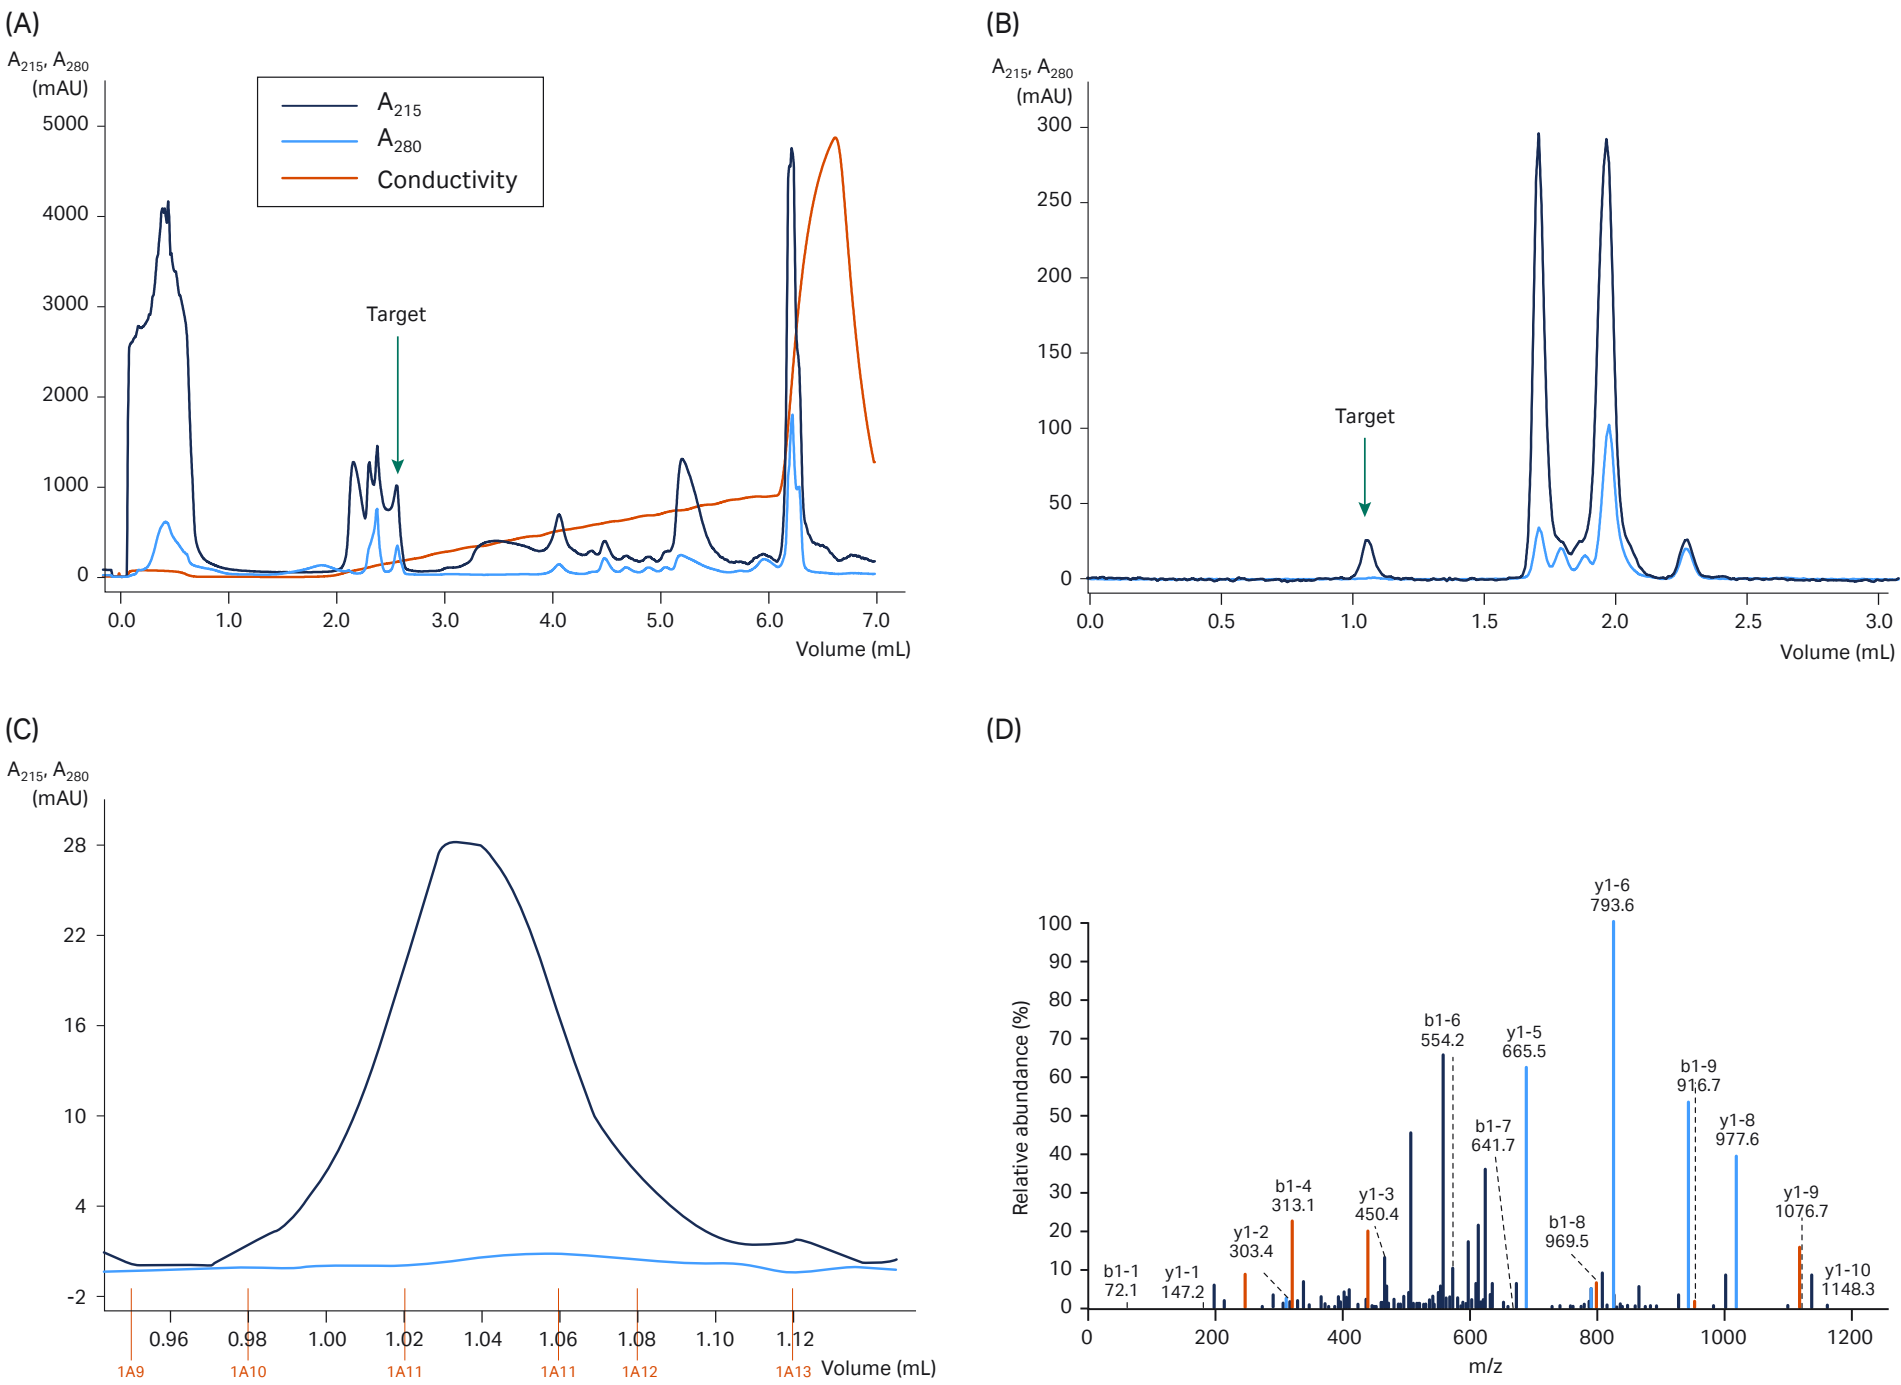 (A)
A215, A280
(mAU)
A215
A280
Conductivity
5000
4000
3000
2000
1000
0
Target
0.0 1.0 2.0 3.0 4.0 5.0 6.0 7.0
Volume (mL)
(B)
A215, A280
(mAU)
300
250
200
150
100
50
0
Target
0.0 0.5 1.0 1.5 2.0 2.5 3.0
Volume (mL)
(C)
A215, A280
(mAU)
28
22
16
10
4
-2
0.96 0.98 1.00 1.02 1.04 1.06 1.08 1.10 1.12
1A9 1A10 1A11 1A11 1A12 1A13
Volume (mL)
(D)
Relative abundance (%)
100
90
80
70
60
50
40
30
20
10
0
b1-1
72.1
y1-1
147.2
y1-2
303.4
b1-4
313.1
y1-3
450.4
b1-6
554.2
b1-7
641.7
y1-5
665.5
b1-8
969.5
y1-6
793.6
b1-9
916.7
y1-8
977.6
y1-9
1076.7
y1-10
1148.3
0 200 400 600 800 1000 1200
m/z